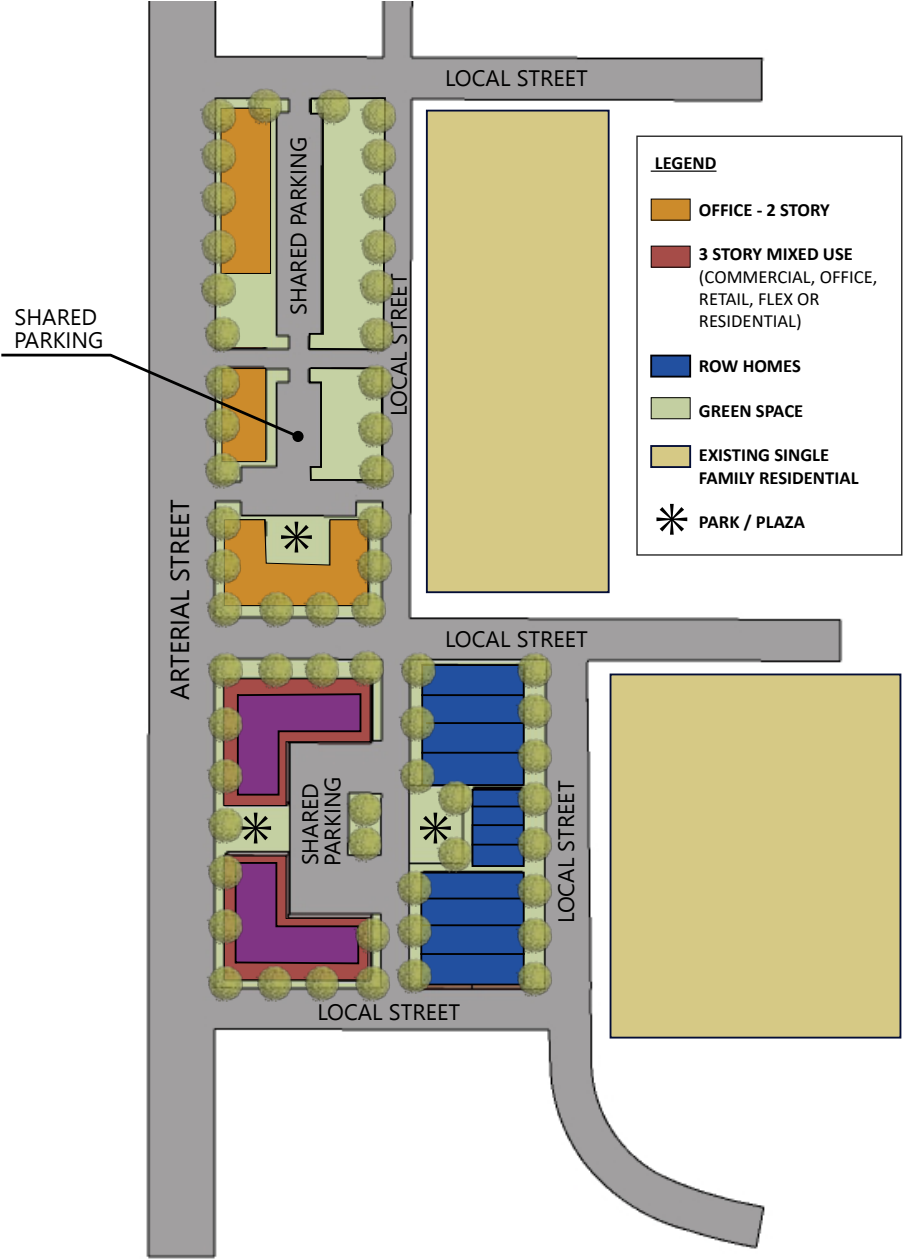 LOCAL STREET
SHARED PARKING
LOCAL STREET
SHARED
PARKING
ARTERIAL STREET
LOCAL STREET
SHARED
PARKING
LOCAL STREET
LOCAL STREET
LEGEND
OFFICE - 2 STORY
3 STORY MIXED USE
(COMMERCIAL, OFFICE,
RETAIL, FLEX OR
RESIDENTIAL)
ROW HOMES
GREEN SPACE
EXISTING SINGLE
FAMILY RESIDENTIAL
PARK / PLAZA